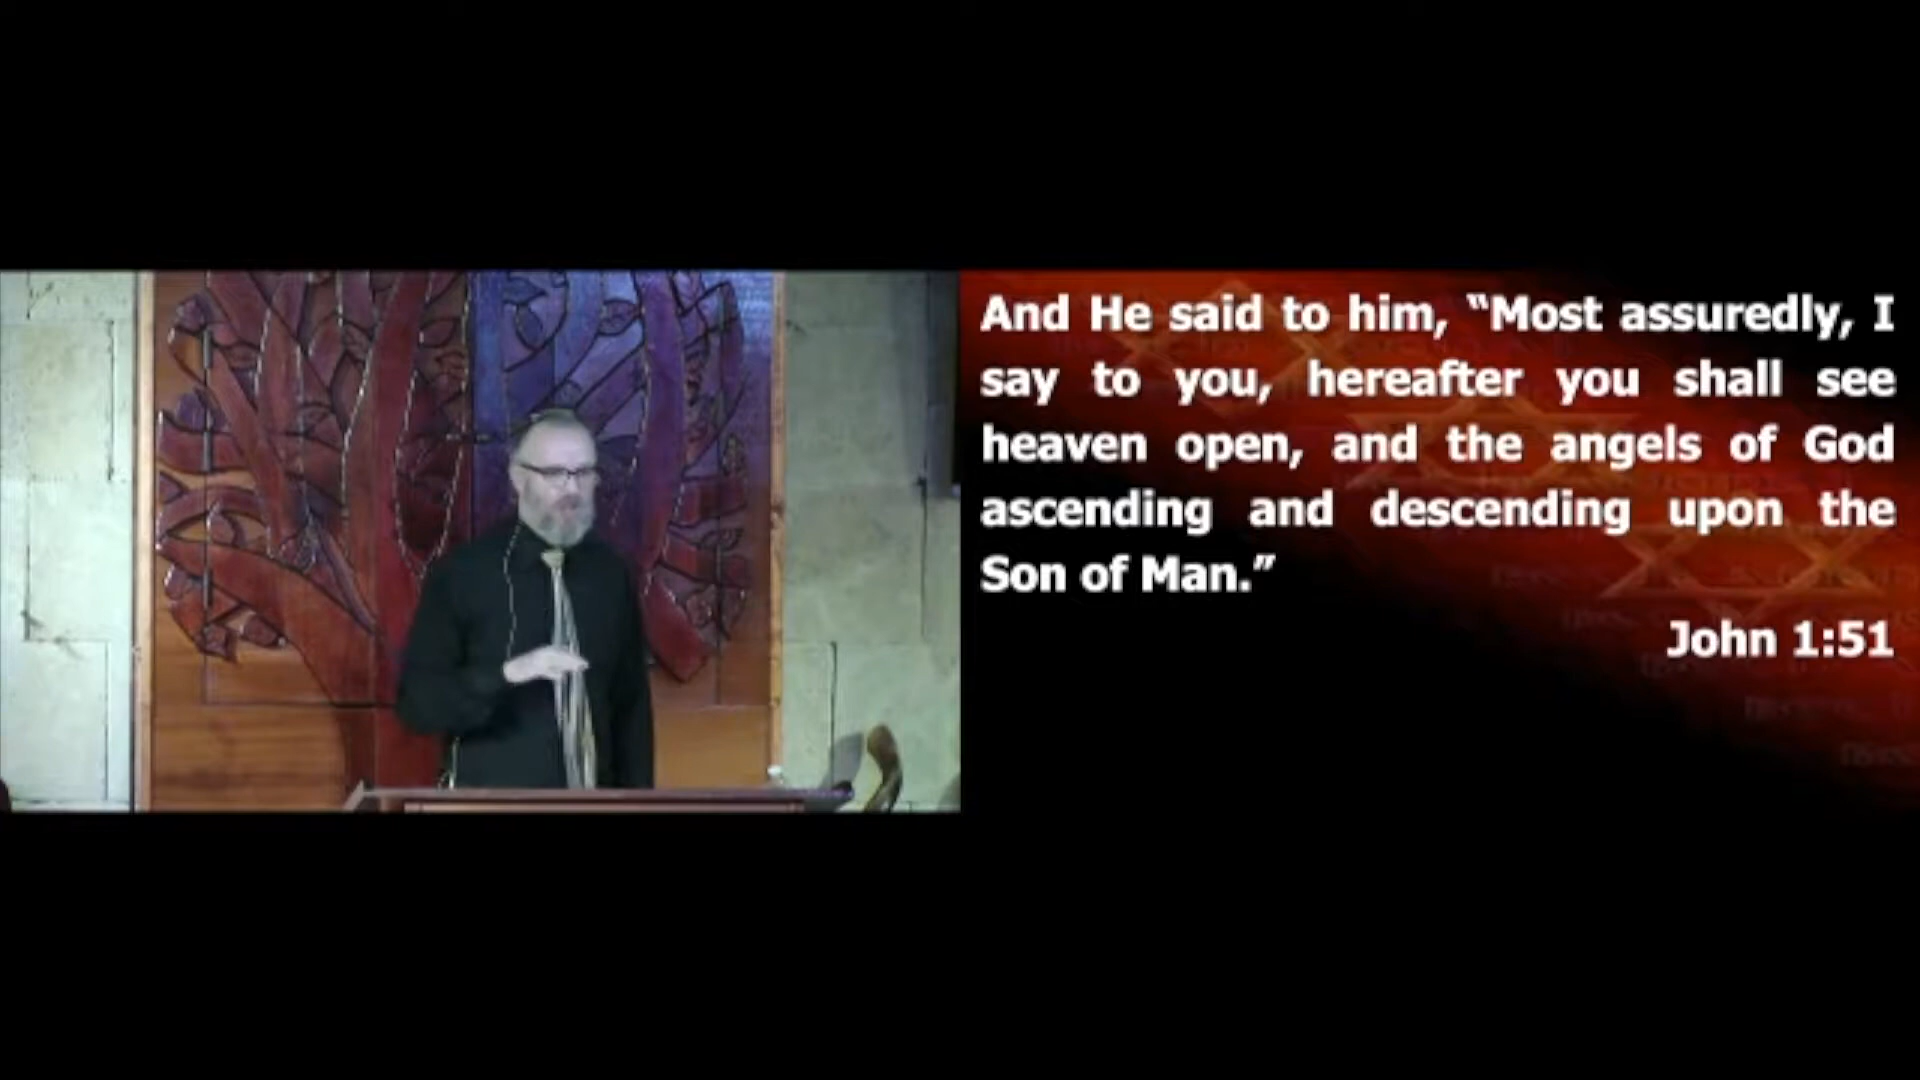 And He said to him, “Most assuredly, I
say to you, hereafter you shall see
heaven open, and the angels of God
ascending and descending upon the
Son of Man.”
John 1:51